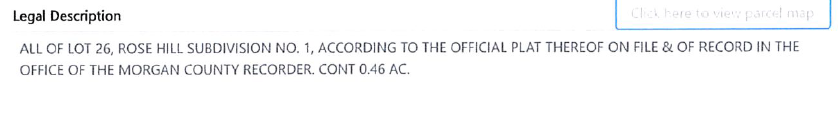 Legal Description
Click here to view parcel map
ALL OF LOT 26, ROSE HILL SUBDIVISION NO. 1, ACCORDING TO THE OFFICIAL PLAT THEREOF ON FILE & OF RECORD IN THE
OFFICE OF THE MORGAN COUNTY RECORDER. CONT 0.46 AC.